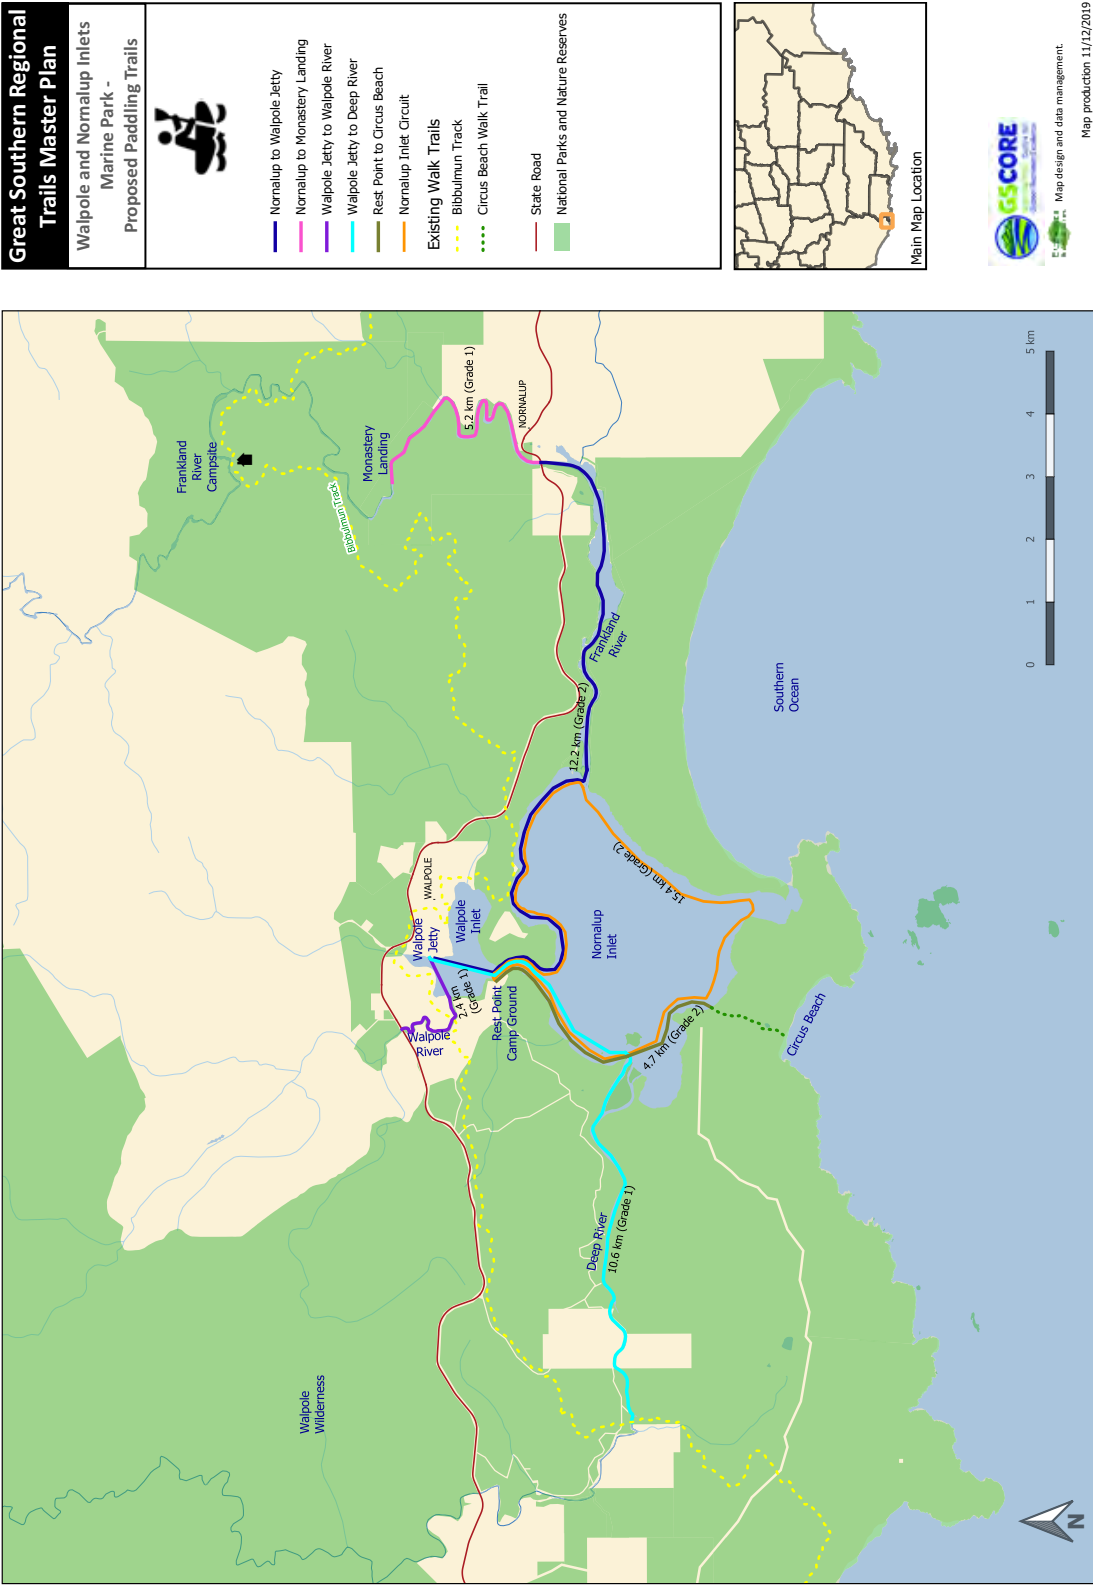 Great Southern Regional
Trails Master Plan
Walpole and Nornalup Inlets
Marine Park -
Proposed Paddling Trails
Nornalup to Walpole Jetty
Nornalup to Monastery Landing
Walpole Jetty to Walpole River
Walpole Jetty to Deep River
Rest Point to Circus Beach
Nornalup Inlet Circuit
Existing Walk Trails
Bibbulmun Track
Circus Beach Walk Trail
State Road
National Parks and Nature Reserves
Main Map Location
GSCORE
Map design and data management.
Map production 11/12/2019
Frankland
River
Campsite
Bibbulmun Track
Monastery
Landing
5.2 km (Grade 1)
NORNALUP
Frankland
River
12.2 km (Grade 2)
Southern
Ocean
0
1
2
3
4
5 km
WALPOLE
Walpole
Jetty
Walpole
Inlet
2.4 km
(Grade 1)
Walpole
River
Rest Point
Camp Ground
Nornalup
Inlet
15.4 km (Grade 2)
4.7 km (Grade 2)
Circus Beach
Deep River
10.6 km (Grade 1)
Walpole
Wilderness
N